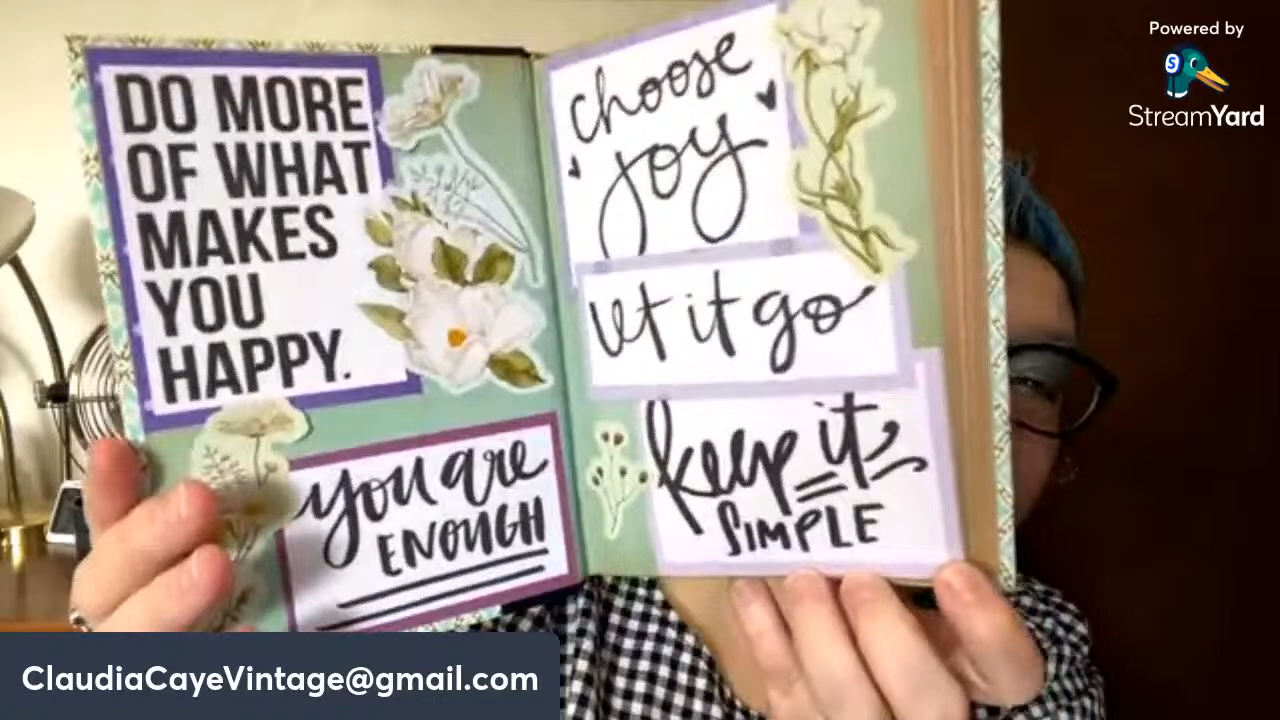 DO MORE
OF WHAT
MAKES
YOU
HAPPY.
you are
ENOUGH
choose
joy
let it go
keep it
SIMPLE
Powered by
StreamYard
ClaudiaCayeVintage@gmail.com